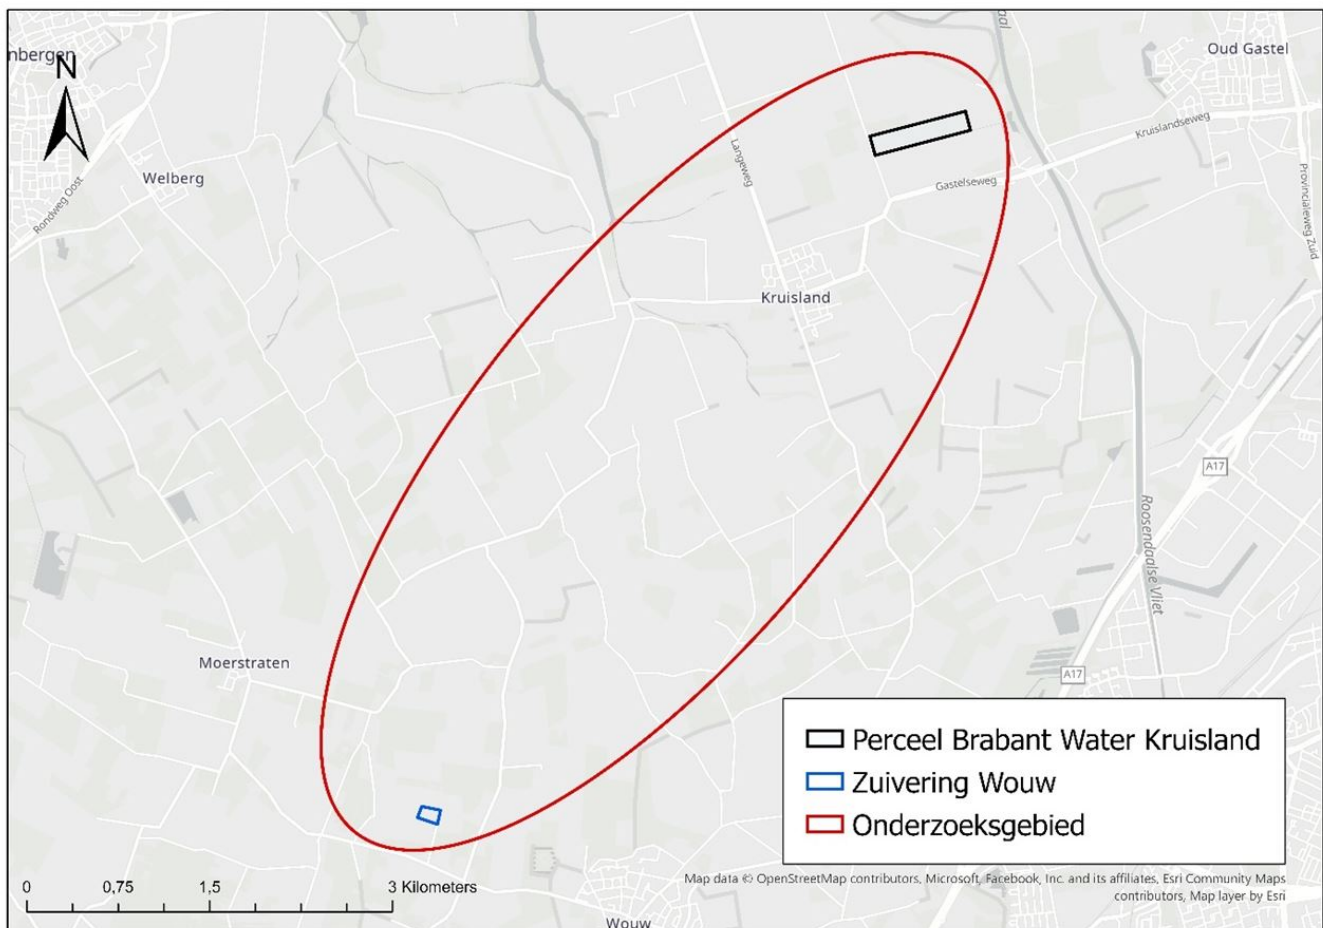 nbergen
N
aal
Oud Gastel
Kruislandseweg
Langeweg
Welberg
Gastelseweg
Rondweg Oost
Provincialeweg Zuid
Kruisland
A17
Roosendaalse Vliet
Moerstraten
A17
Perceel Brabant Water Kruisland
Zuivering Wouw
Onderzoeksgebied
0 0,75 1,5 3 Kilometers
Map data © OpenStreetMap contributors, Microsoft, Facebook, Inc. and its affiliates, Esri Community Maps
contributors, Map layer by Esri
Wouw